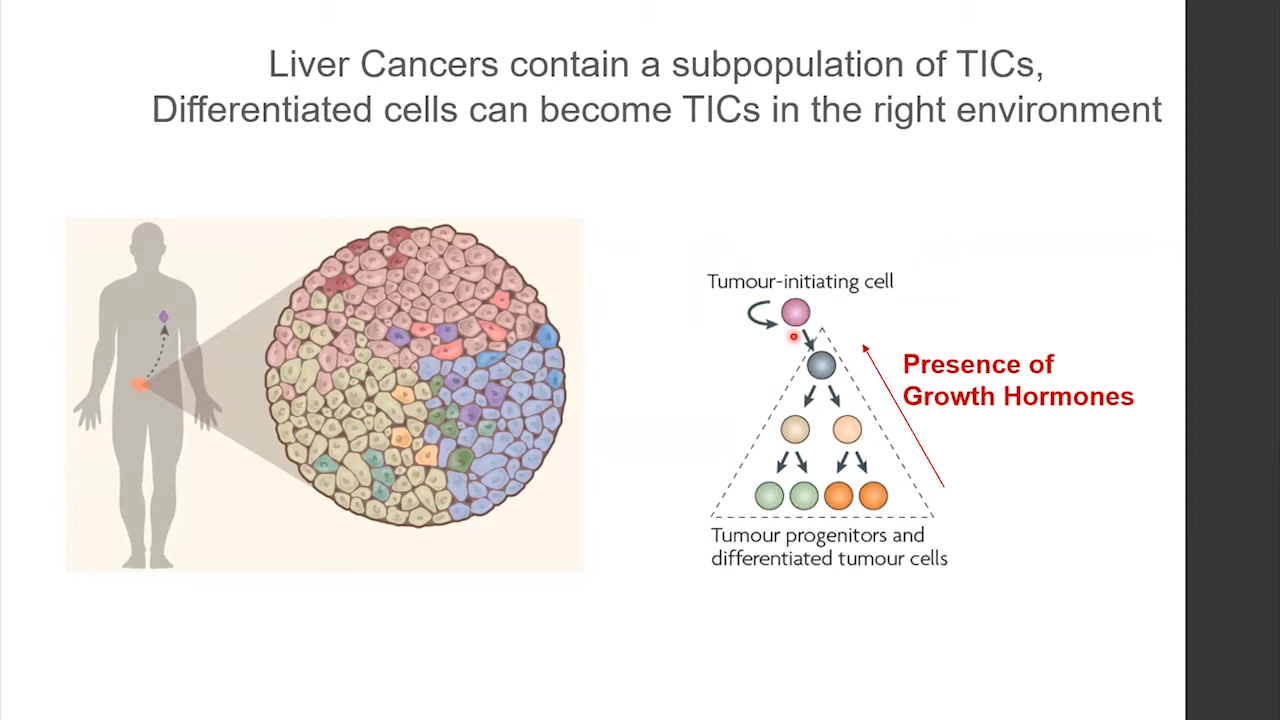 Liver Cancers contain a subpopulation of TICs,
Differentiated cells can become TICs in the right environment
Tumour-initiating cell
Presence of
Growth Hormones
Tumour progenitors and
differentiated tumour cells